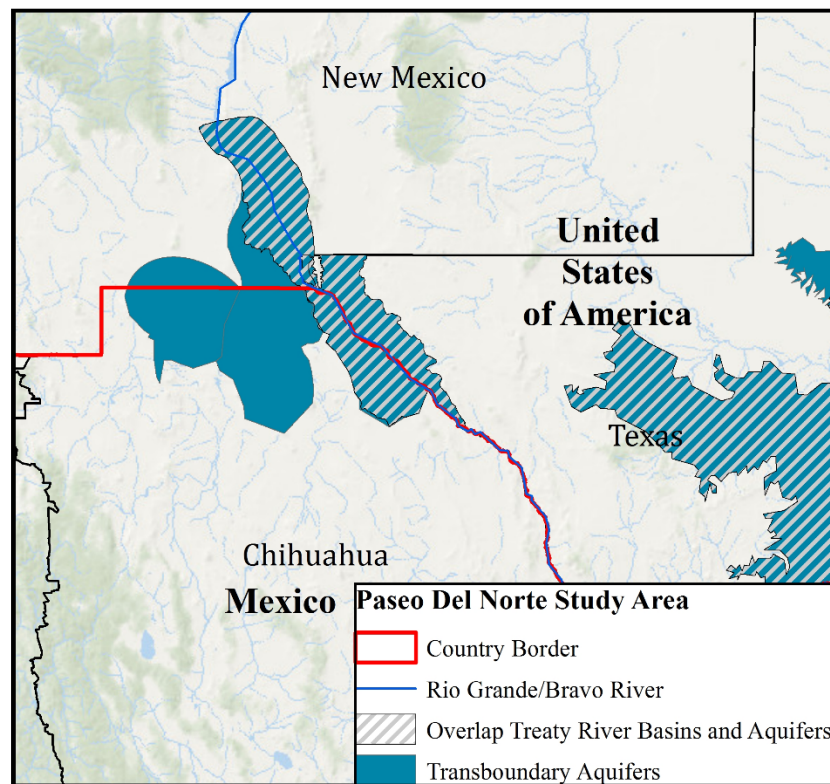 New Mexico
United
States
of America
Texas
Chihuahua
Mexico
Paseo Del Norte Study Area
Country Border
Rio Grande/Bravo River
Overlap Treaty River Basins and Aquifers
Transboundary Aquifers